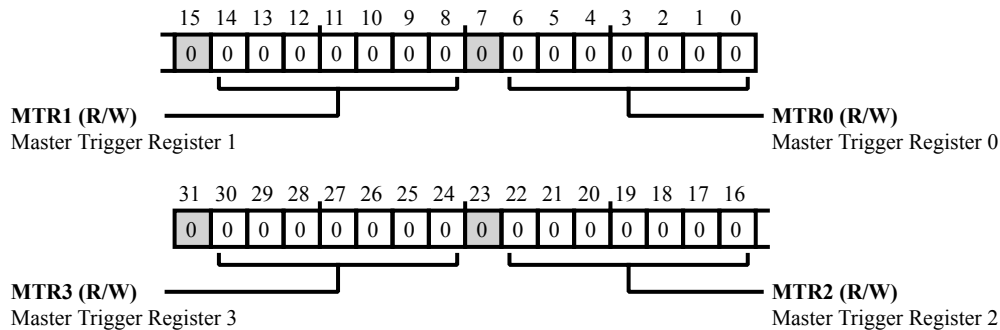 15 14 13 12 11 10 9 8 7 6 5 4 3 2 1 0
0 0 0 0 0 0 0 0 0 0 0 0 0 0 0 0
MTR1 (R/W) MTR0 (R/W)
Master Trigger Register 1 Master Trigger Register 0
31 30 29 28 27 26 25 24 23 22 21 20 19 18 17 16
0 0 0 0 0 0 0 0 0 0 0 0 0 0 0 0
MTR3 (R/W) MTR2 (R/W)
Master Trigger Register 3 Master Trigger Register 2